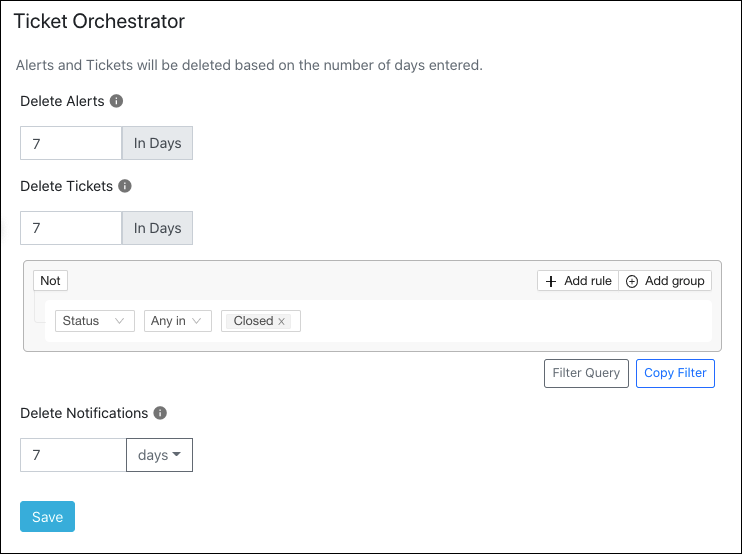 Ticket Orchestrator
Alerts and Tickets will be deleted based on the number of days entered.
Delete Alerts
7 In Days
Delete Tickets
7 In Days
Not Add rule Add group
Status Any in Closed ×
Filter Query Copy Filter
Delete Notifications
7 days
Save